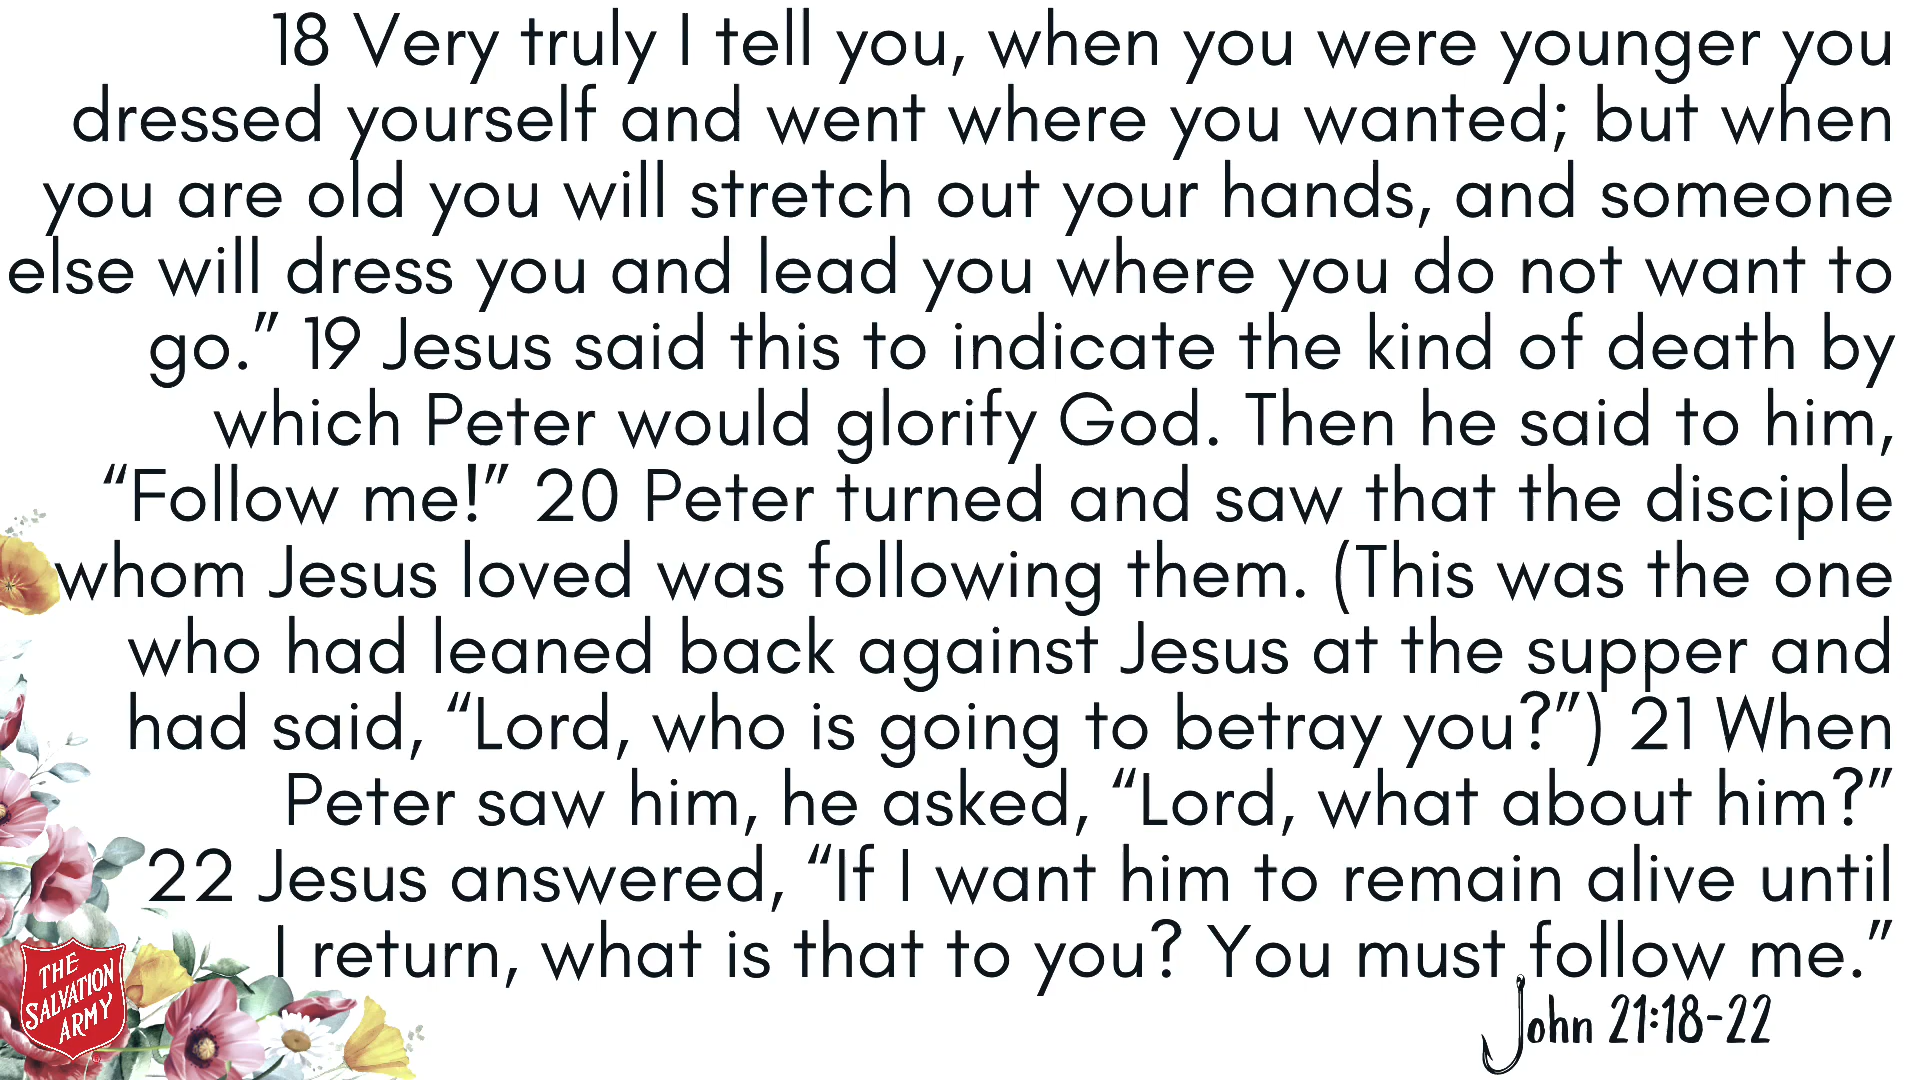 18 Very truly I tell you, when you were younger you
dressed yourself and went where you wanted; but when
you are old you will stretch out your hands, and someone
else will dress you and lead you where you do not want to
go.” 19 Jesus said this to indicate the kind of death by
which Peter would glorify God. Then he said to him,
“Follow me!” 20 Peter turned and saw that the disciple
whom Jesus loved was following them. (This was the one
who had leaned back against Jesus at the supper and
had said, “Lord, who is going to betray you?”) 21 When
Peter saw him, he asked, “Lord, what about him?”
22 Jesus answered, “If I want him to remain alive until
I return, what is that to you? You must follow me.”
John 21:18-22
THE
SALVATION
ARMY